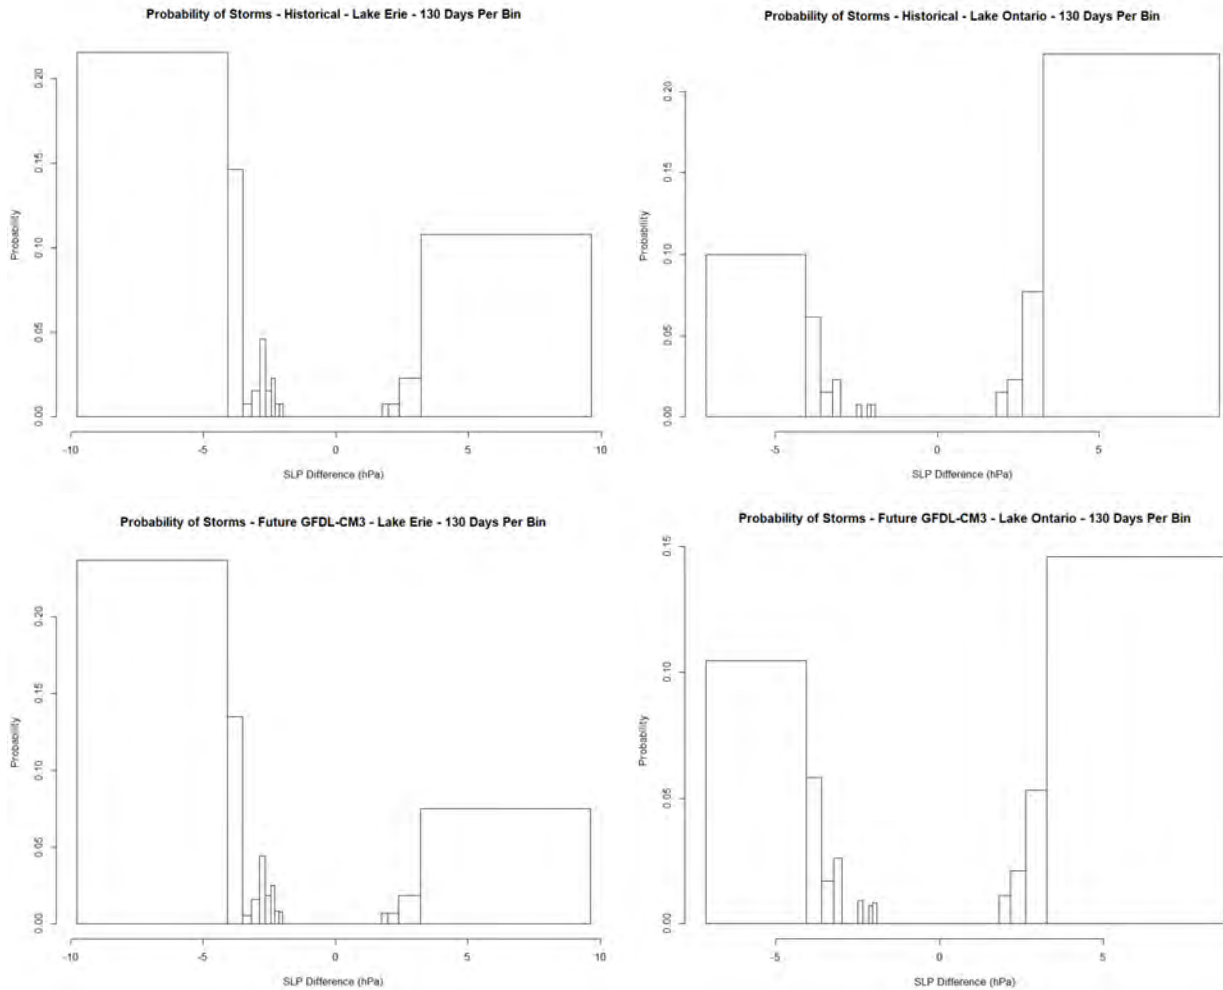 Probability of Storms - Historical - Lake Erie - 130 Days Per Bin
0.20
0.15
0.10
0.05
0.00
Probability
-10 -5 0 5 10
SLP Difference (hPa)
Probability of Storms - Historical - Lake Ontario - 130 Days Per Bin
0.20
0.15
0.10
0.05
0.00
Probability
-5 0 5
SLP Difference (hPa)
Probability of Storms - Future GFDL-CM3 - Lake Erie - 130 Days Per Bin
0.20
0.15
0.10
0.05
0.00
Probability
-10 -5 0 5 10
SLP Difference (hPa)
Probability of Storms - Future GFDL-CM3 - Lake Ontario - 130 Days Per Bin
0.15
0.10
0.05
0.00
Probability
-5 0 5
SLP Difference (hPa)